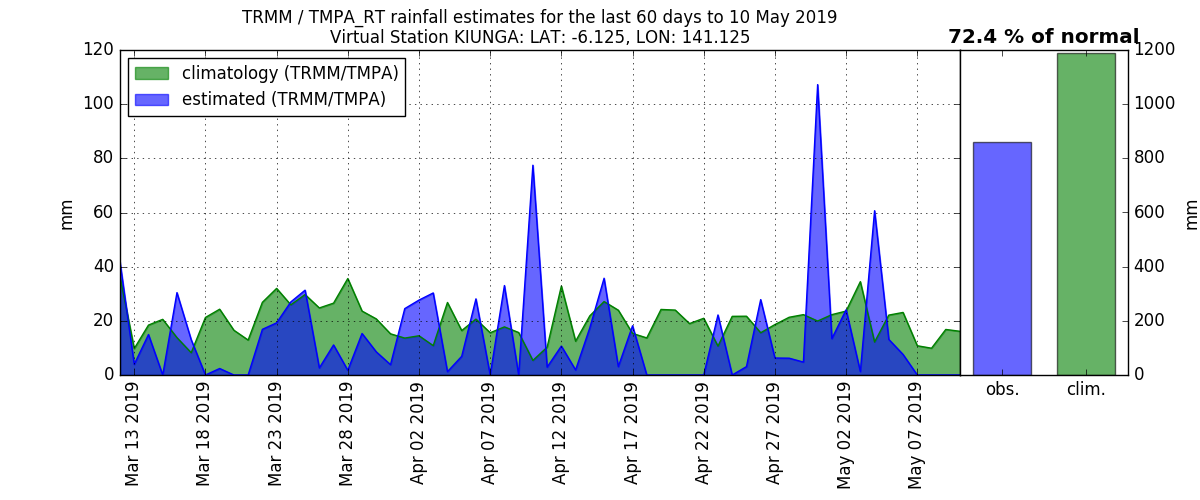 TRMM / TMPA_RT rainfall estimates for the last 60 days to 10 May 2019
Virtual Station KIUNGA: LAT: -6.125, LON: 141.125
72.4 % of normal
climatology (TRMM/TMPA)
estimated (TRMM/TMPA)
120
100
80
60
40
20
0
mm
Mar 13 2019
Mar 18 2019
Mar 23 2019
Mar 28 2019
Apr 02 2019
Apr 07 2019
Apr 12 2019
Apr 17 2019
Apr 22 2019
Apr 27 2019
May 02 2019
May 07 2019
1200
1000
800
600
400
200
0
mm
obs.
clim.